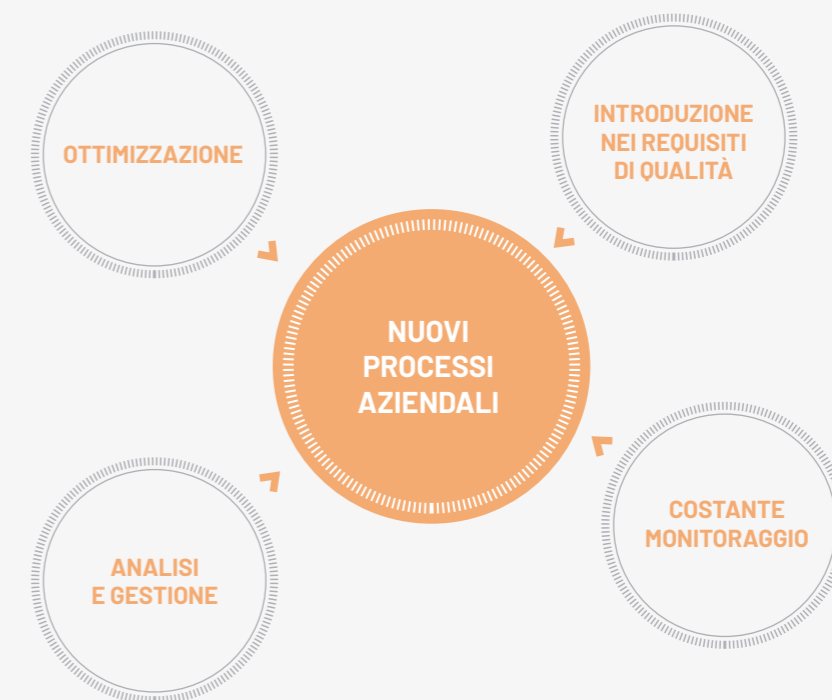 OTTIMIZZAZIONE
INTRODUZIONE
NEI REQUISITI
DI QUALITÀ
NUOVI
PROCESSI
AZIENDALI
ANALISI
E GESTIONE
COSTANTE
MONITORAGGIO